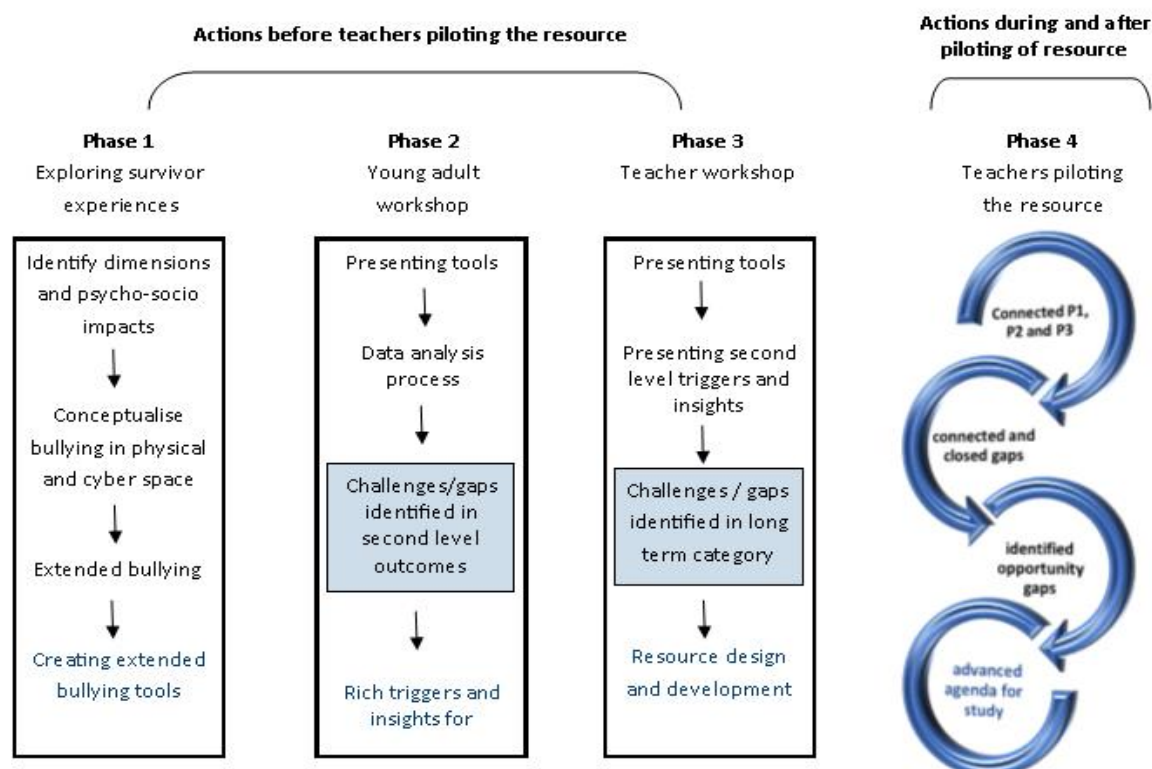 Actions before teachers piloting the resource
Actions during and after
piloting of resource
Phase 1
Exploring survivor
experiences
Identify dimensions
and psycho-socio
impacts
Conceptualise
bullying in physical
and cyber space
Extended bullying
Creating extended
bullying tools
Phase 2
Young adult
workshop
Presenting tools
Data analysis
process
Challenges/gaps
identified in
second level
outcomes
Rich triggers and
insights for
Phase 3
Teacher workshop
Presenting tools
Presenting second
level triggers and
insights
Challenges / gaps
identified in long
term category
Resource design
and development
Phase 4
Teachers piloting
the resource
Connected P1,
P2 and P3
connected and
closed gaps
identified
opportunity
gaps
advanced
agenda for
study